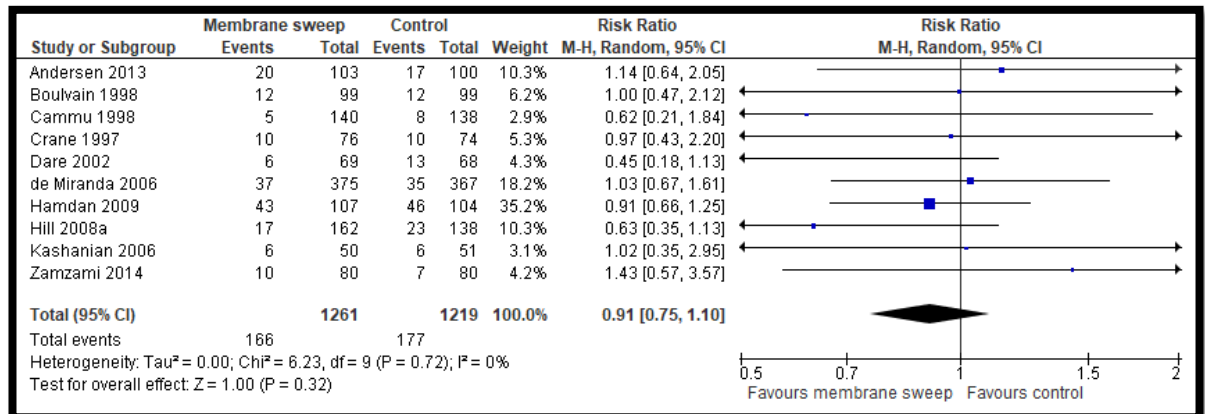 Membrane sweep Control Risk Ratio Risk Ratio
Study or Subgroup Events Total Events Total Weight M-H, Random, 95% CI M-H, Random, 95% CI
Andersen 2013 20 103 17 100 10.3% 1.14 [0.64, 2.05]
Boulvain 1998 12 99 12 99 6.2% 1.00 [0.47, 2.12]
Cammu 1998 5 140 8 138 2.9% 0.62 [0.21, 1.84]
Crane 1997 10 76 10 74 5.3% 0.97 [0.43, 2.20]
Dare 2002 6 69 13 68 4.3% 0.45 [0.18, 1.13]
de Miranda 2006 37 375 35 367 18.2% 1.03 [0.67, 1.61]
Hamdan 2009 43 107 46 104 35.2% 0.91 [0.66, 1.25]
Hill 2008a 17 162 23 138 10.3% 0.63 [0.35, 1.13]
Kashanian 2006 6 50 6 51 3.1% 1.02 [0.35, 2.95]
Zamzami 2014 10 80 7 80 4.2% 1.43 [0.57, 3.57]
Total (95% CI) 1261 1219 100.0% 0.91 [0.75, 1.10]
Total events 166 177
Heterogeneity: Tau² = 0.00; Chi² = 6.23, df = 9 (P = 0.72); I² = 0%
Test for overall effect: Z = 1.00 (P = 0.32)
0.5 0.7 1 1.5 2
Favours membrane sweep Favours control